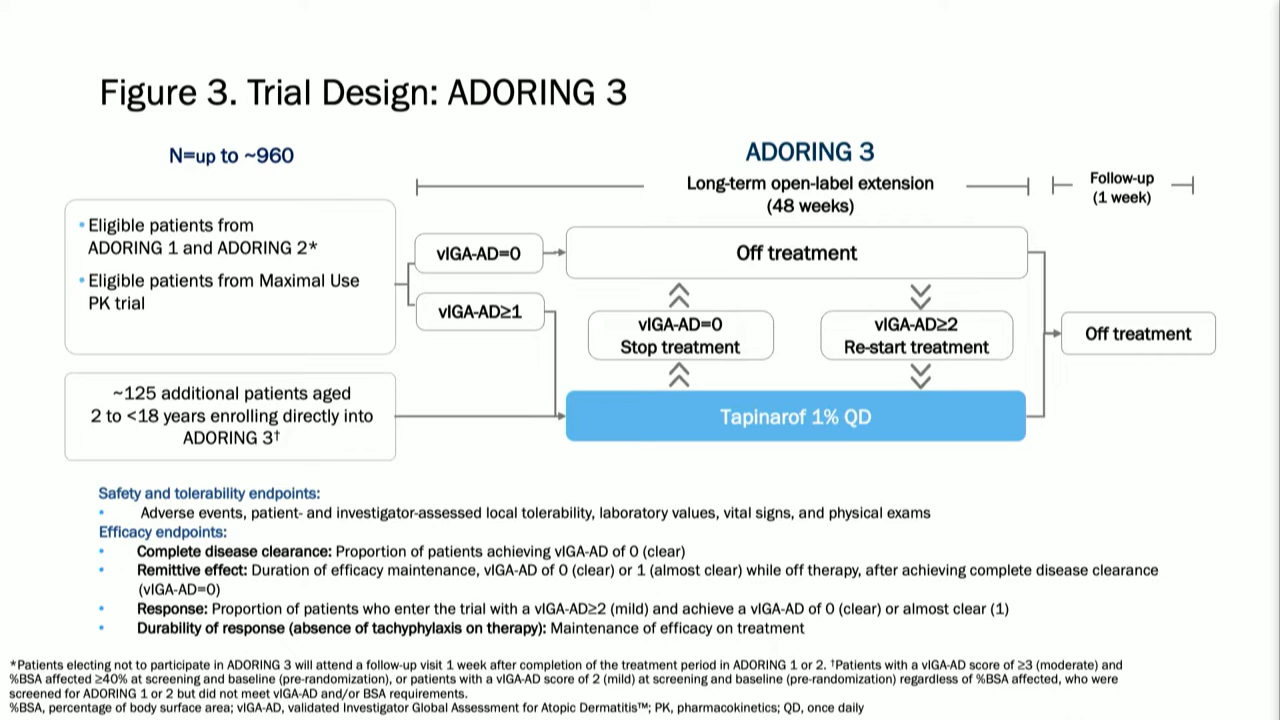 Figure 3. Trial Design: ADORING 3
N=up to ~960
ADORING 3
Long-term open-label extension
(48 weeks)
Follow-up
(1 week)
• Eligible patients from
ADORING 1 and ADORING 2*
• Eligible patients from Maximal Use
PK trial
vIGA-AD=0
vIGA-AD≥1
Off treatment
vIGA-AD=0
Stop treatment
vIGA-AD≥2
Re-start treatment
Off treatment
~125 additional patients aged
2 to <18 years enrolling directly into
ADORING 3†
Tapinarof 1% QD
Safety and tolerability endpoints:
• Adverse events, patient- and investigator-assessed local tolerability, laboratory values, vital signs, and physical exams
Efficacy endpoints:
• Complete disease clearance: Proportion of patients achieving vIGA-AD of 0 (clear)
• Remittive effect: Duration of efficacy maintenance, vIGA-AD of 0 (clear) or 1 (almost clear) while off therapy, after achieving complete disease clearance
(vIGA-AD=0)
• Response: Proportion of patients who enter the trial with a vIGA-AD≥2 (mild) and achieve a vIGA-AD of 0 (clear) or almost clear (1)
• Durability of response (absence of tachyphylaxis on therapy): Maintenance of efficacy on treatment
*Patients electing not to participate in ADORING 3 will attend a follow-up visit 1 week after completion of the treatment period in ADORING 1 or 2. †Patients with a vIGA-AD score of ≥3 (moderate) and
%BSA affected ≥40% at screening and baseline (pre-randomization), or patients with a vIGA-AD score of 2 (mild) at screening and baseline (pre-randomization) regardless of %BSA affected, who were
screened for ADORING 1 or 2 but did not meet vIGA-AD and/or BSA requirements.
%BSA, percentage of body surface area; vIGA-AD, validated Investigator Global Assessment for Atopic Dermatitis™; PK, pharmacokinetics; QD, once daily